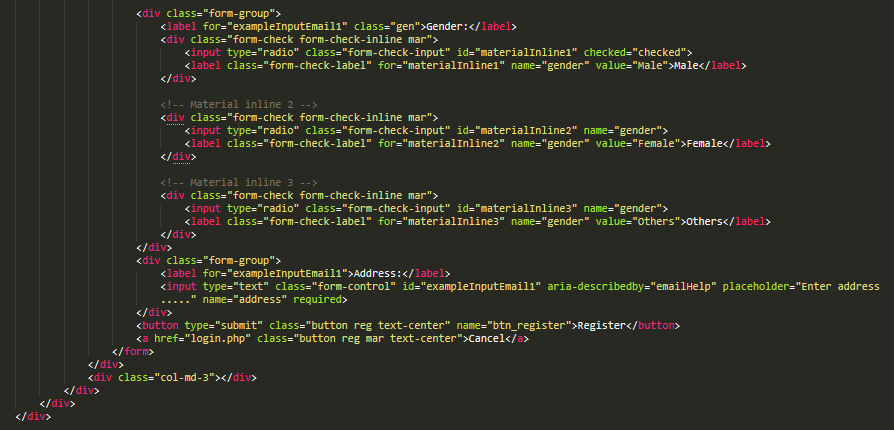 <div class="form-group">
<label for="exampleInputEmail1" class="gen">Gender:</label>
<div class="form-check form-check-inline mar">
<input type="radio" class="form-check-input" id="materialInline1" checked="checked">
<label class="form-check-label" for="materialInline1" name="gender" value="Male">Male</label>
</div>
<!-- Material inline 2 -->
<div class="form-check form-check-inline mar">
<input type="radio" class="form-check-input" id="materialInline2" name="gender">
<label class="form-check-label" for="materialInline2" name="gender" value="Female">Female</label>
</div>
<!-- Material inline 3 -->
<div class="form-check form-check-inline mar">
<input type="radio" class="form-check-input" id="materialInline3" name="gender">
<label class="form-check-label" for="materialInline3" name="gender" value="Others">Others</label>
</div>
</div>
<div class="form-group">
<label for="exampleInputEmail1">Address:</label>
<input type="text" class="form-control" id="exampleInputEmail1" aria-describedby="emailHelp" placeholder="Enter address
....." name="address" required>
</div>
<button type="submit" class="button reg text-center" name="btn_register">Register</button>
<a href="login.php" class="button reg mar text-center">Cancel</a>
</form>
</div>
<div class="col-md-3"></div>
</div>
</div>
</div>